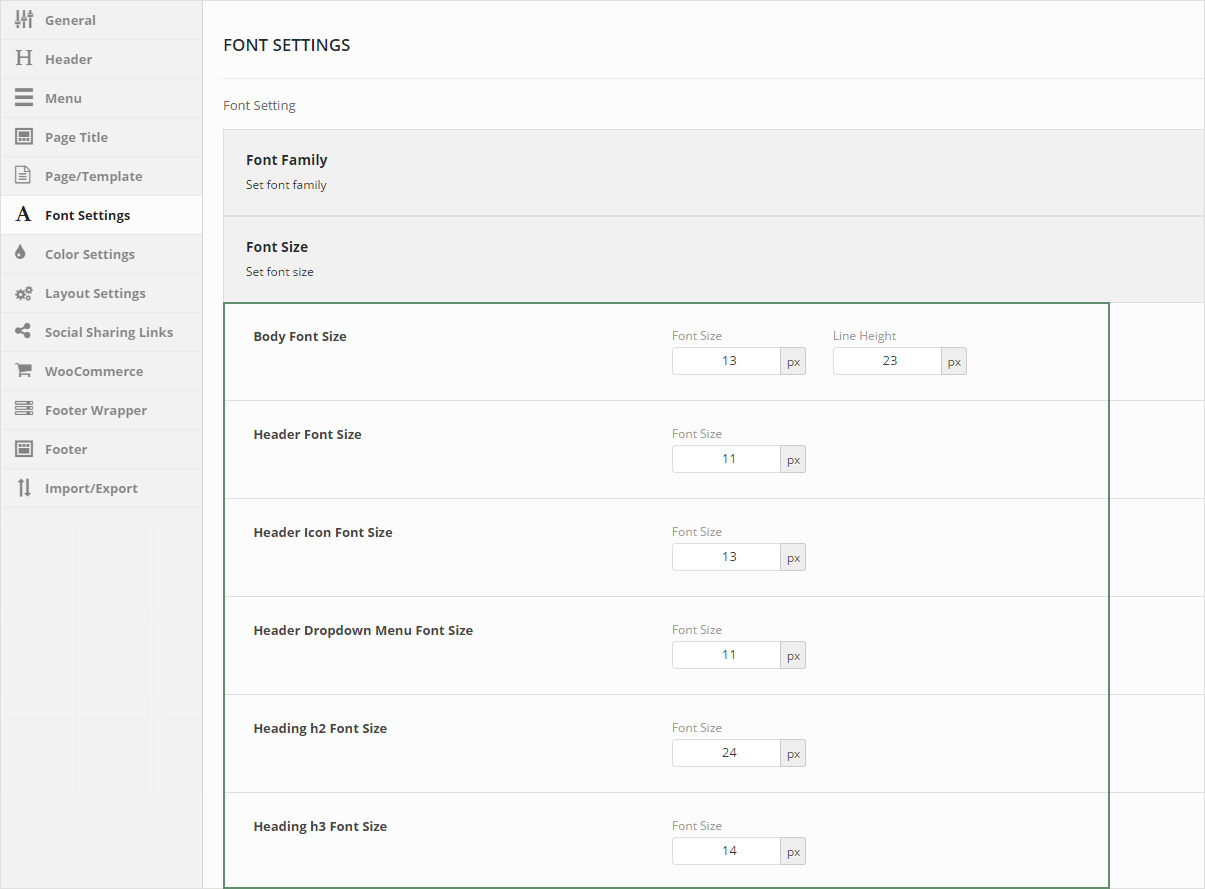 General
Header
Menu
Page Title
Page/Template
Font Settings
Color Settings
Layout Settings
Social Sharing Links
WooCommerce
Footer Wrapper
Footer
Import/Export
FONT SETTINGS
Font Setting
Font Family
Set font family
Font Size
Set font size
Body Font Size
Font Size Line Height
13 px 23 px
Header Font Size
Font Size
11 px
Header Icon Font Size
Font Size
13 px
Header Dropdown Menu Font Size
Font Size
11 px
Heading h2 Font Size
Font Size
24 px
Heading h3 Font Size
Font Size
14 px